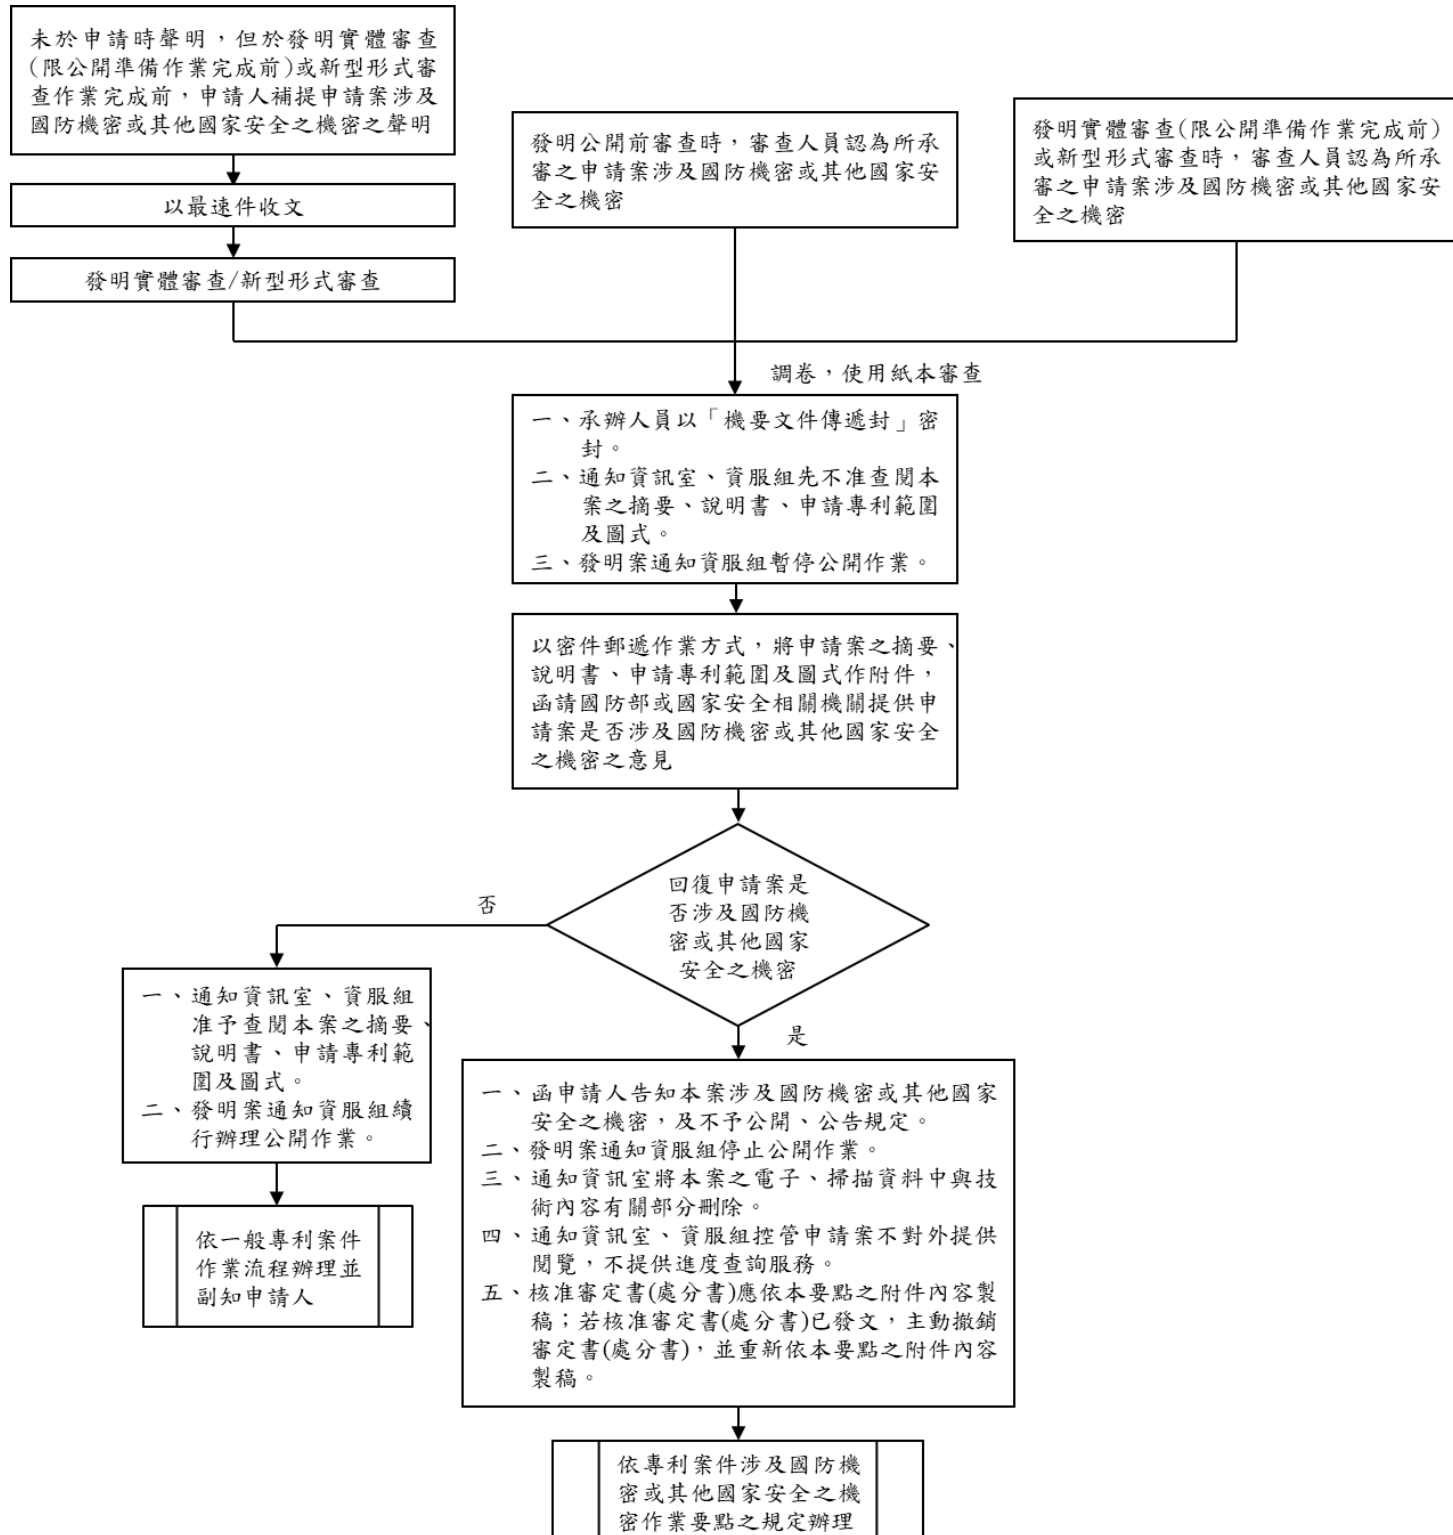 未於申請時聲明，但於發明實體審查
(限公開準備作業完成前)或新型形式審
查作業完成前，申請人補提申請案涉及
國防機密或其他國家安全之機密之聲明
以最速件收文
發明實體審查/新型形式審查
發明公開前審查時，審查人員認為所承
審之申請案涉及國防機密或其他國家安
全之機密
發明實體審查(限公開準備作業完成前)
或新型形式審查時，審查人員認為所承
審之申請案涉及國防機密或其他國家安
全之機密
調卷，使用紙本審查
一、承辦人員以「機要文件傳遞封」密
封。
二、通知資訊室、資服組先不准查閱本
案之摘要、說明書、申請專利範圍
及圖式。
三、發明案通知資服組暫停公開作業。
以密件郵遞作業方式，將申請案之摘要、
說明書、申請專利範圍及圖式作附件，
函請國防部或國家安全相關機關提供申
請案是否涉及國防機密或其他國家安全
之機密之意見
回復申請案是
否涉及國防機
密或其他國家
安全之機密
否
一、通知資訊室、資服組
准予查閱本案之摘要、
說明書、申請專利範
圍及圖式。
二、發明案通知資服組續
行辦理公開作業。
依一般專利案件
作業流程辦理並
副知申請人
是
一、函申請人告知本案涉及國防機密或其他國家
安全之機密，及不予公開、公告規定。
二、發明案通知資服組停止公開作業。
三、通知資訊室將本案之電子、掃描資料中與技
術內容有關部分刪除。
四、通知資訊室、資服組控管申請案不對外提供
閱覽，不提供進度查詢服務。
五、核准審定書(處分書)應依本要點之附件內容製
稿；若核准審定書(處分書)已發文，主動撤銷
審定書(處分書)，並重新依本要點之附件內容
製稿。
依專利案件涉及國防機
密或其他國家安全之機
密作業要點之規定辦理